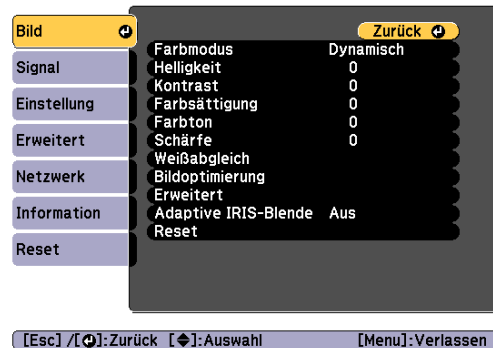 Bild
Signal
Einstellung
Erweitert
Netzwerk
Information
Reset
Zurück
Farbmodus Dynamisch
Helligkeit 0
Kontrast 0
Farbsättigung 0
Farbton 0
Schärfe 0
Weißabgleich
Bildoptimierung
Erweitert
Adaptive IRIS-Blende Aus
Reset
[Esc] /[⏎]:Zurück [◆]:Auswahl [Menu]:Verlassen